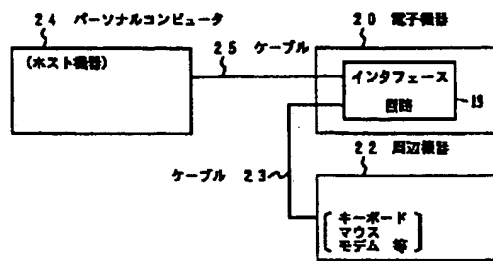 24 パーソナルコンピュータ
(ホスト機器)
25 ケーブル
20 電子機器
インタフェース
回路
19
22 周辺機器
ケーブル 23
キーボード
マウス
モデム 等